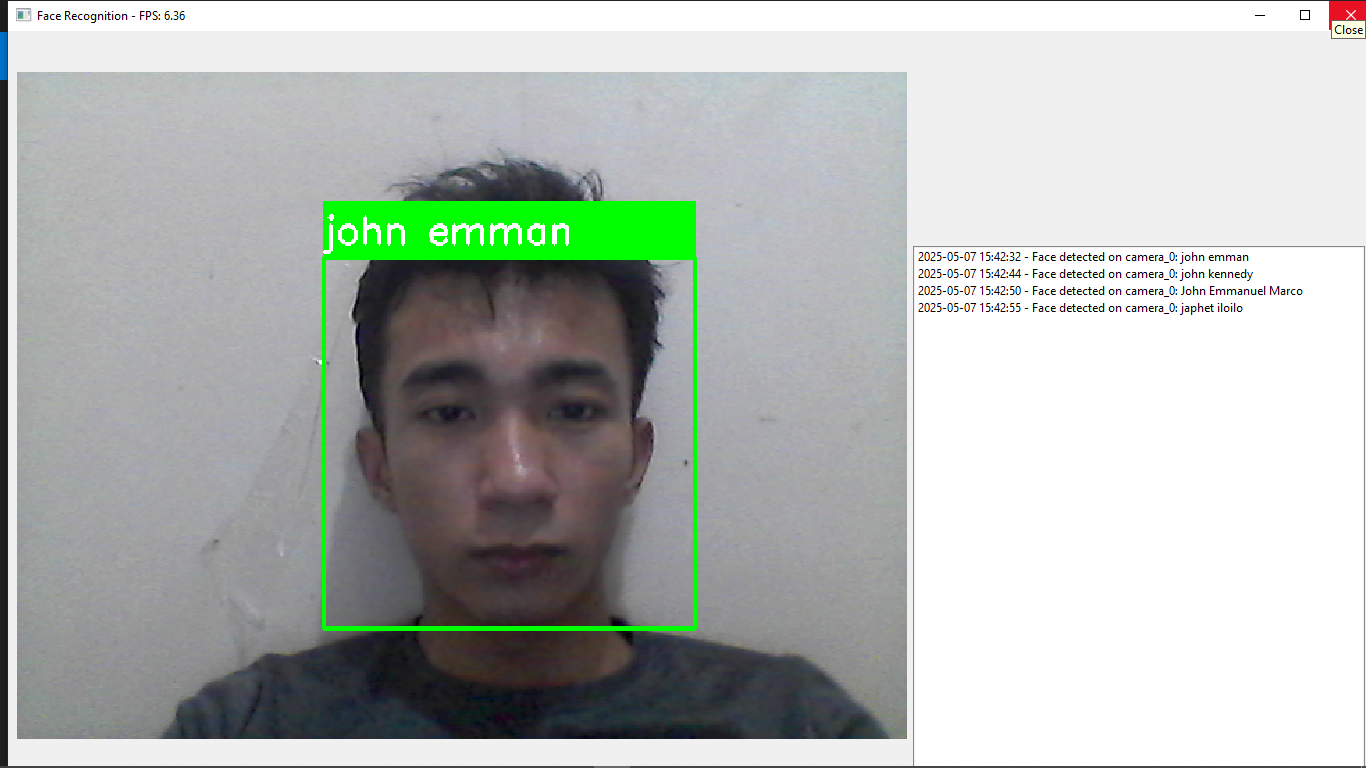 Face Recognition - FPS: 6.36
Close
john emman
2025-05-07 15:42:32 - Face detected on camera_0: john emman
2025-05-07 15:42:44 - Face detected on camera_0: john kennedy
2025-05-07 15:42:50 - Face detected on camera_0: John Emmanuel Marco
2025-05-07 15:42:55 - Face detected on camera_0: japhet iloilo